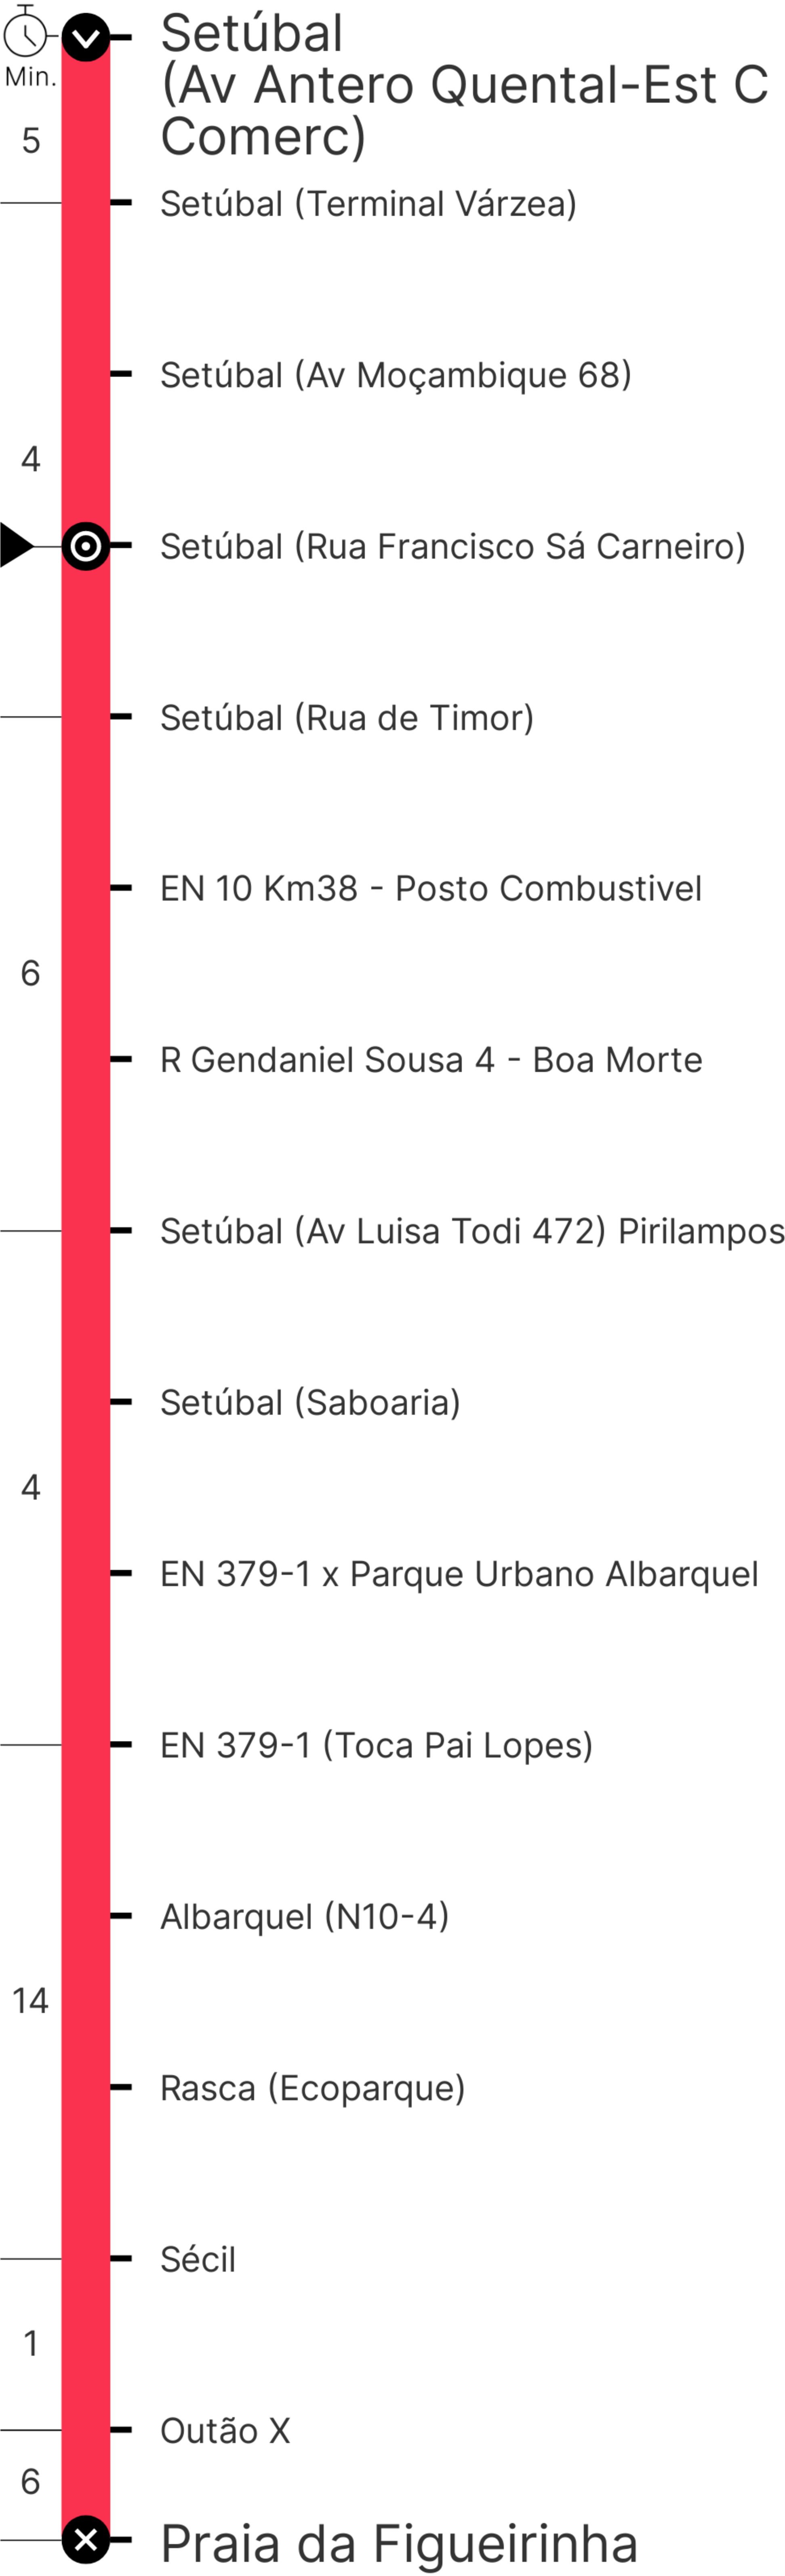 Min.
Setúbal
(Av Antero Quental-Est C
Comerc)
5
Setúbal (Terminal Várzea)
Setúbal (Av Moçambique 68)
4
Setúbal (Rua Francisco Sá Carneiro)
Setúbal (Rua de Timor)
EN 10 Km38 - Posto Combustivel
6
R Gendaniel Sousa 4 - Boa Morte
Setúbal (Av Luisa Todi 472) Pirilampos
Setúbal (Saboaria)
4
EN 379-1 x Parque Urbano Albarquel
EN 379-1 (Toca Pai Lopes)
Albarquel (N10-4)
14
Rasca (Ecoparque)
Sécil
1
Outão X
6
Praia da Figueirinha